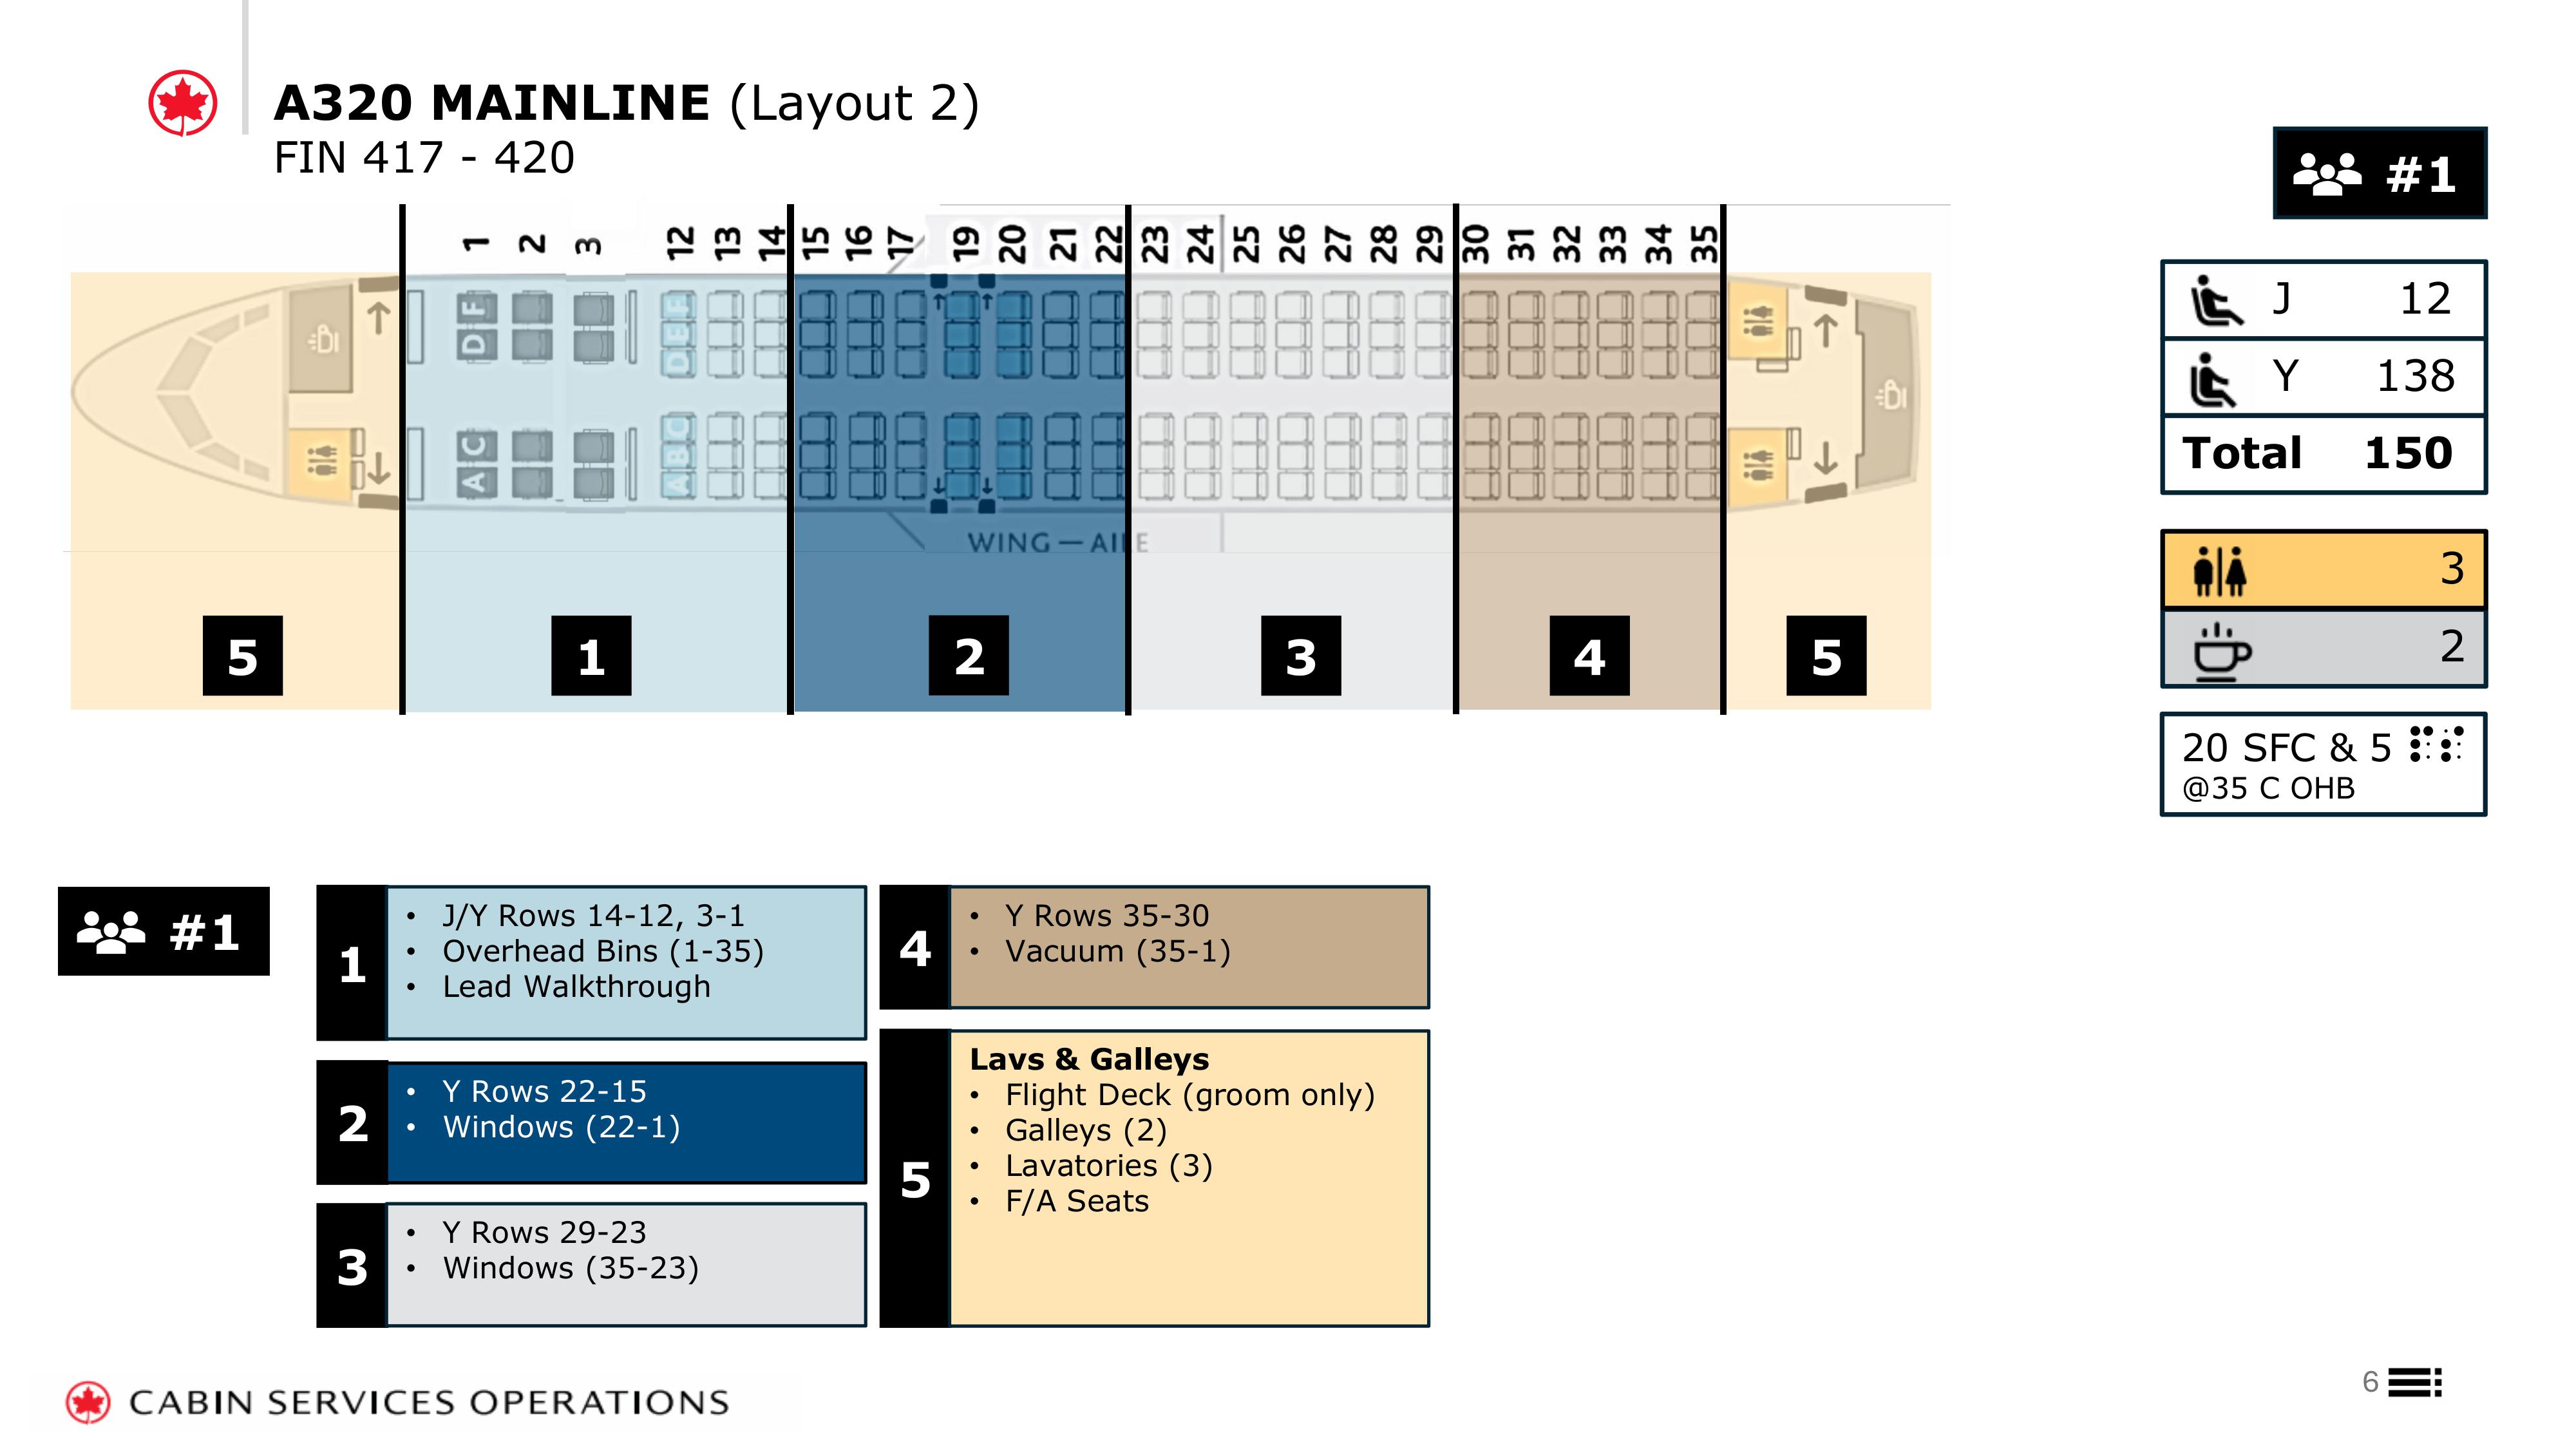 A320 MAINLINE (Layout 2)
FIN 417 - 420
#1
1 2 3 12 13 14 15 16 17 19 20 21 22 23 24 25 26 27 28 29 30 31 32 33 34 35
F
D
C
A
F
E
D
C
B
A
WING — AILE
5 1 2 3 4 5
J 12
Y 138
Total 150
3
2
20 SFC & 5
@35 C OHB
#1
1
• J/Y Rows 14-12, 3-1
• Overhead Bins (1-35)
• Lead Walkthrough
2
• Y Rows 22-15
• Windows (22-1)
3
• Y Rows 29-23
• Windows (35-23)
4
• Y Rows 35-30
• Vacuum (35-1)
5
Lavs & Galleys
• Flight Deck (groom only)
• Galleys (2)
• Lavatories (3)
• F/A Seats
CABIN SERVICES OPERATIONS
6